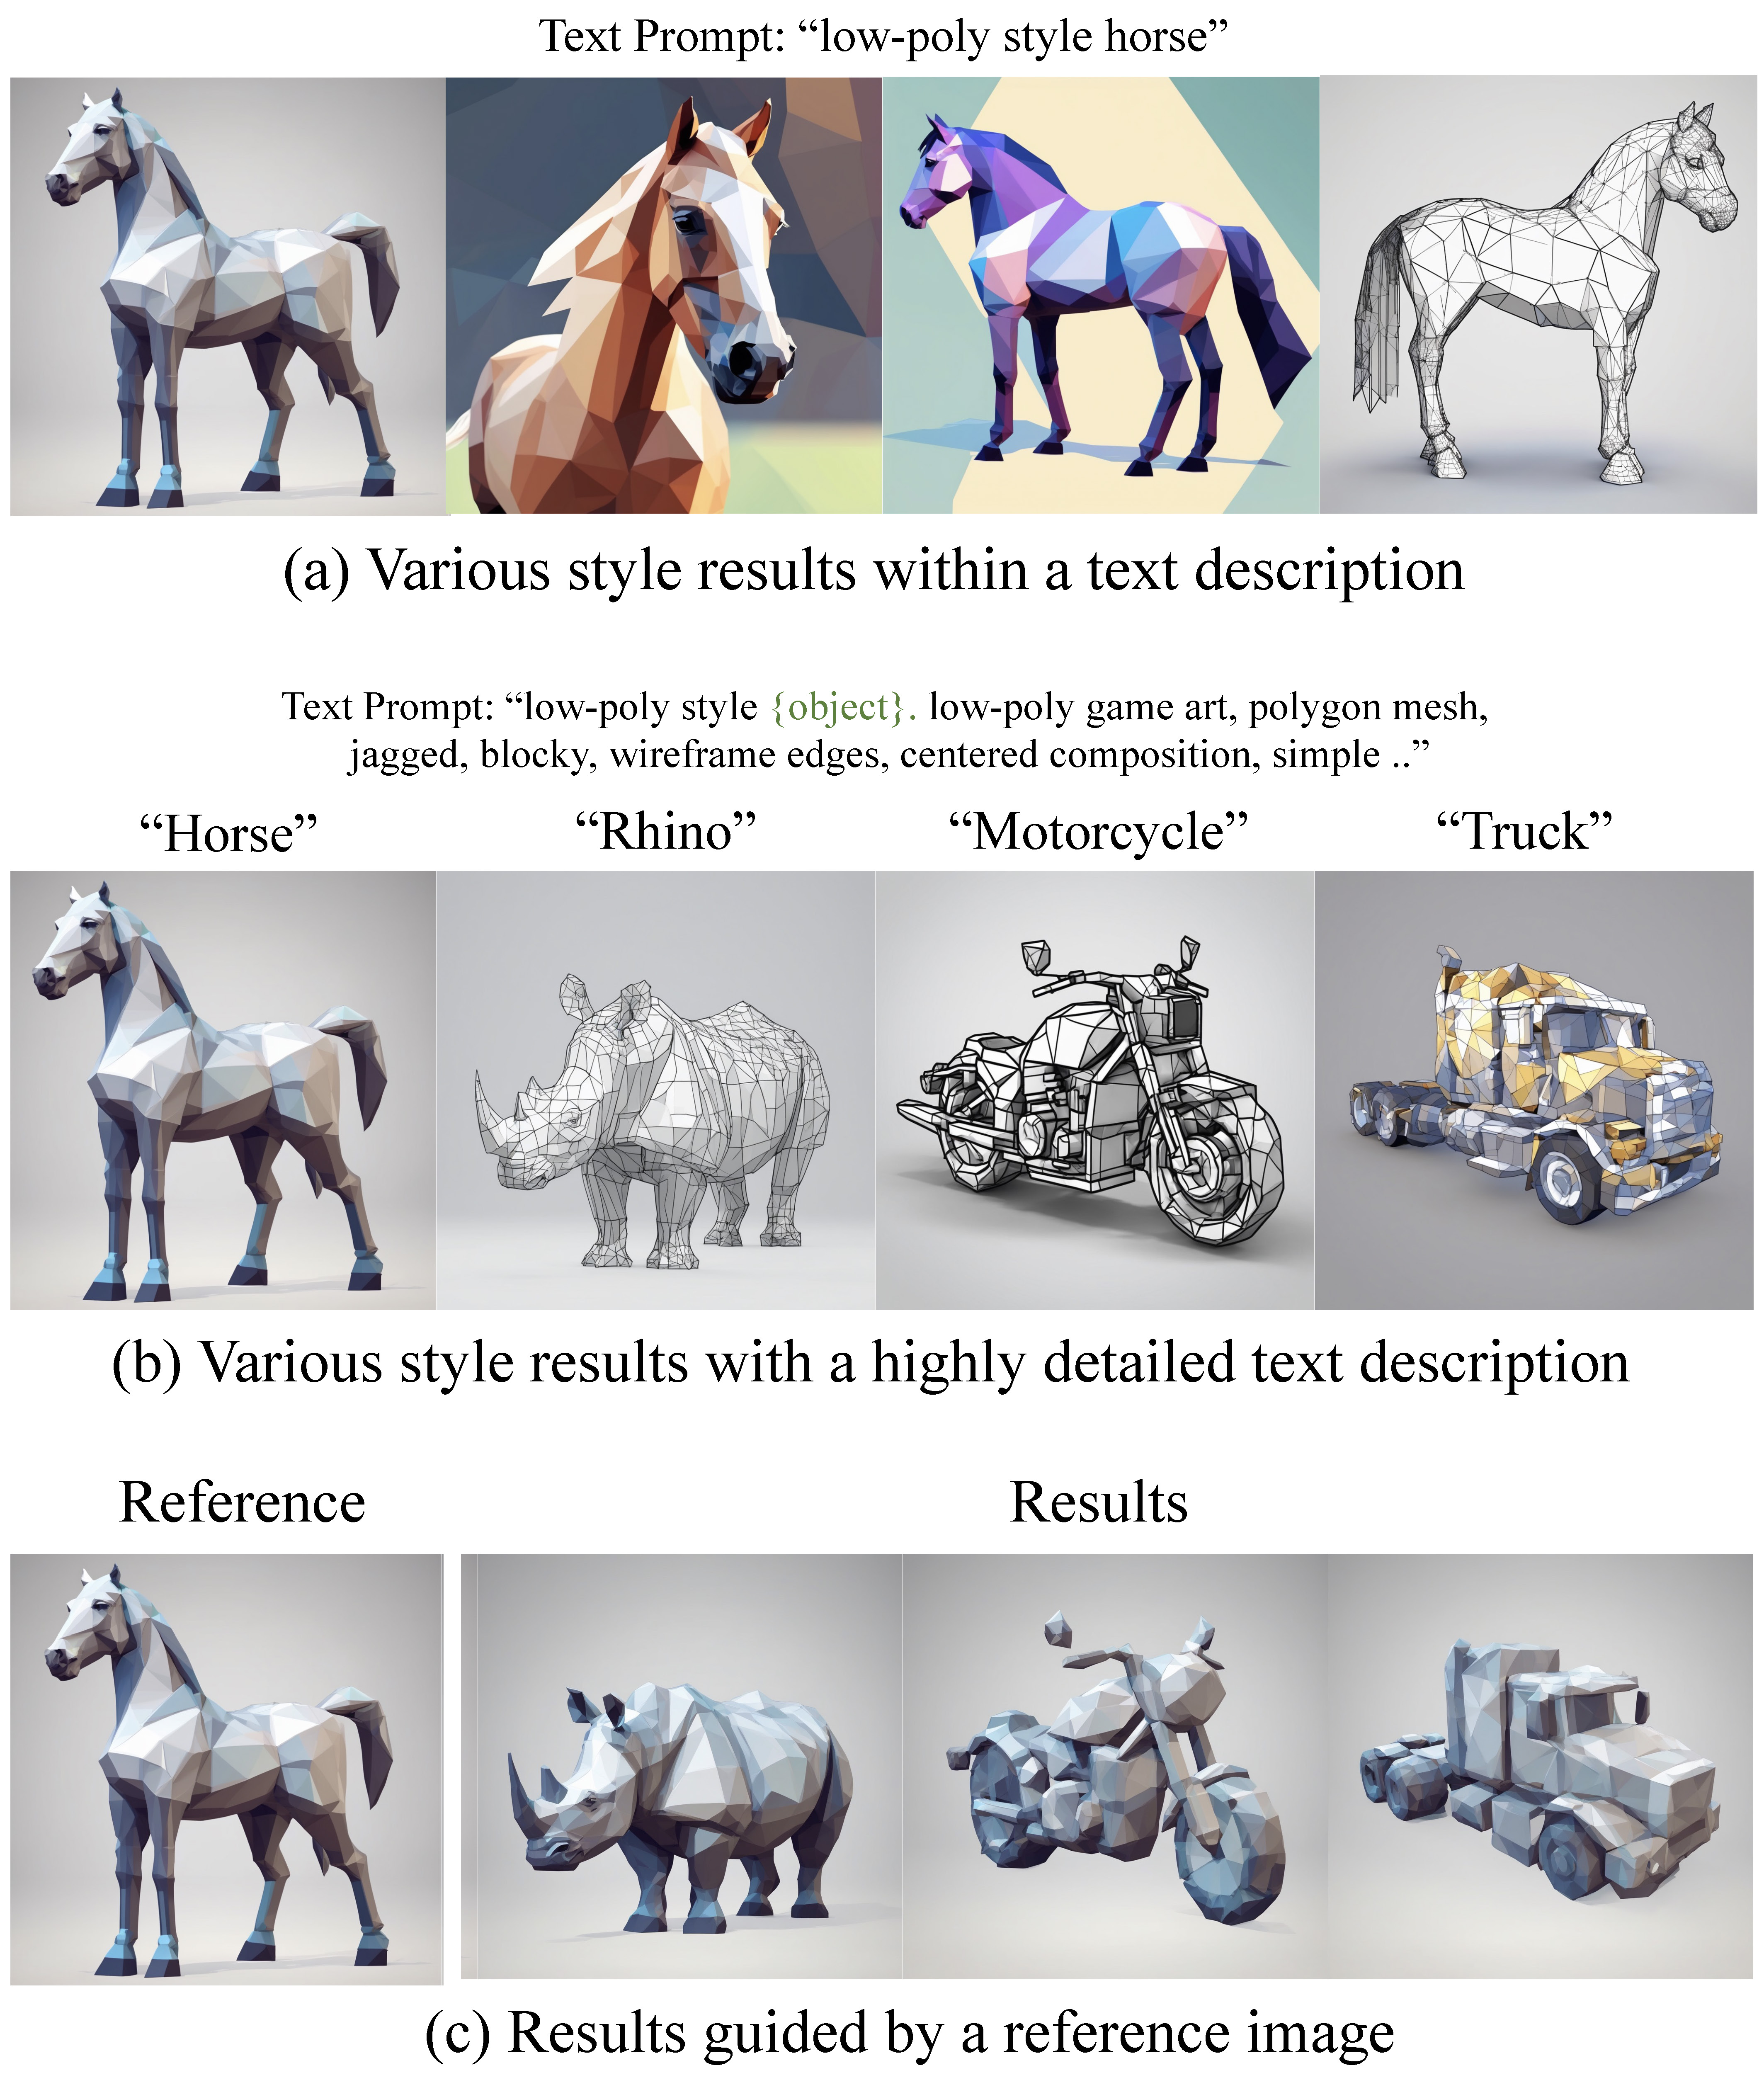 Text Prompt: “low-poly style horse”
(a) Various style results within a text description
Text Prompt: “low-poly style {object}. low-poly game art, polygon mesh,
jagged, blocky, wireframe edges, centered composition, simple ..”
“Horse” “Rhino” “Motorcycle” “Truck”
(b) Various style results with a highly detailed text description
Reference Results
(c) Results guided by a reference image